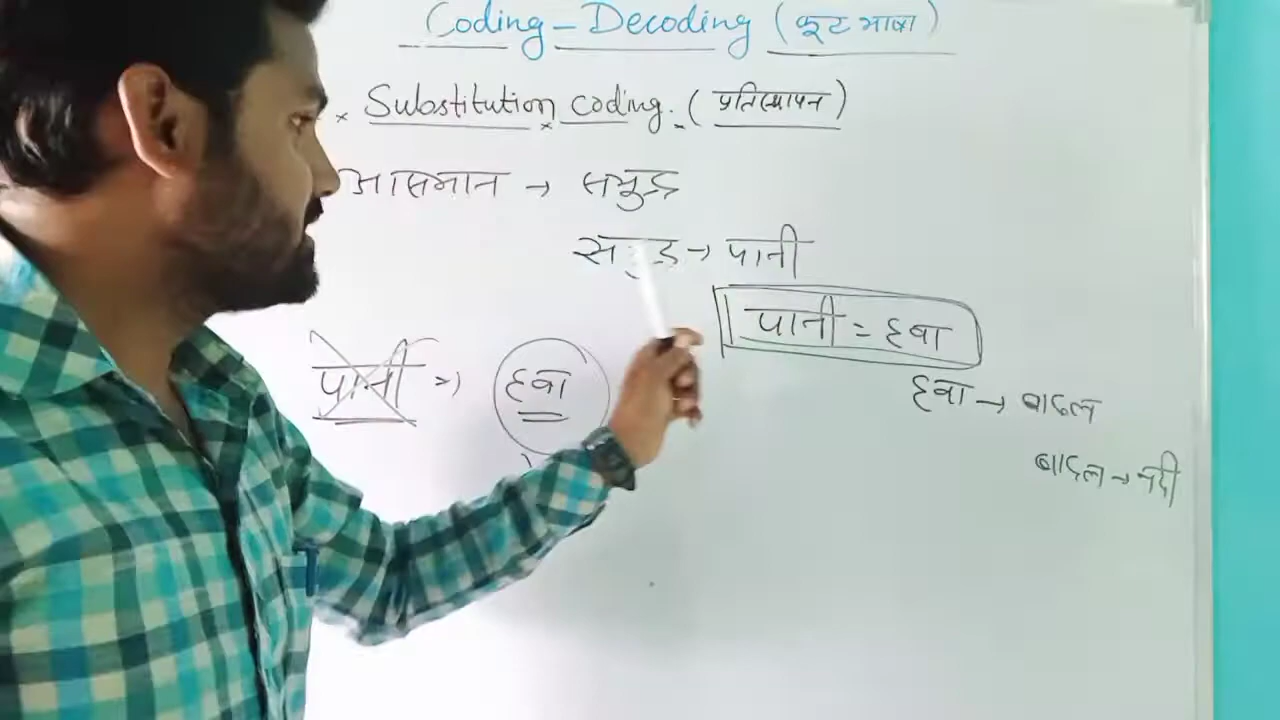 Coding - Decoding (कूट भाषा)
× Substitution × coding. × (प्रतिस्थापन)
आसमान → समुद्र
समुद्र → पानी
पानी = हवा
पानी => हवा
हवा → बादल
बादल → नदी